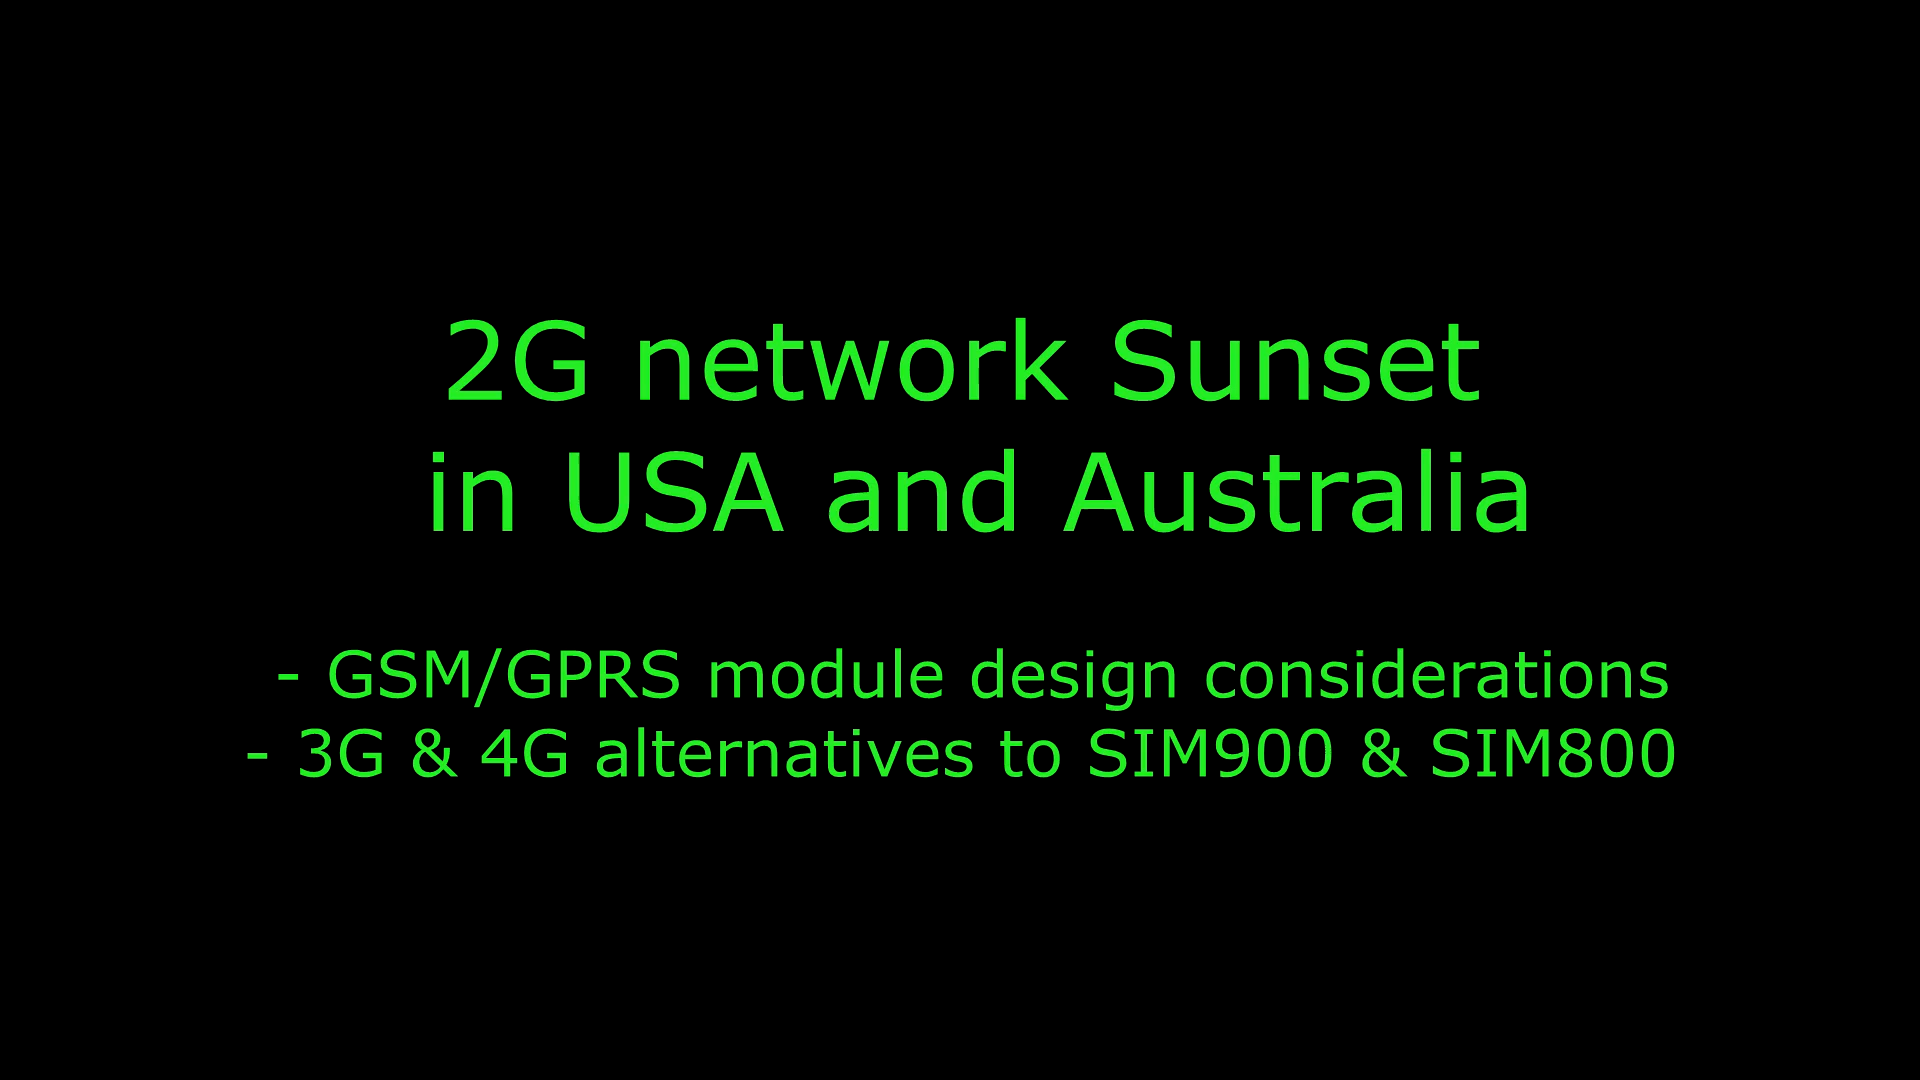 2G network Sunset
in USA and Australia
- GSM/GPRS module design considerations
- 3G & 4G alternatives to SIM900 & SIM800